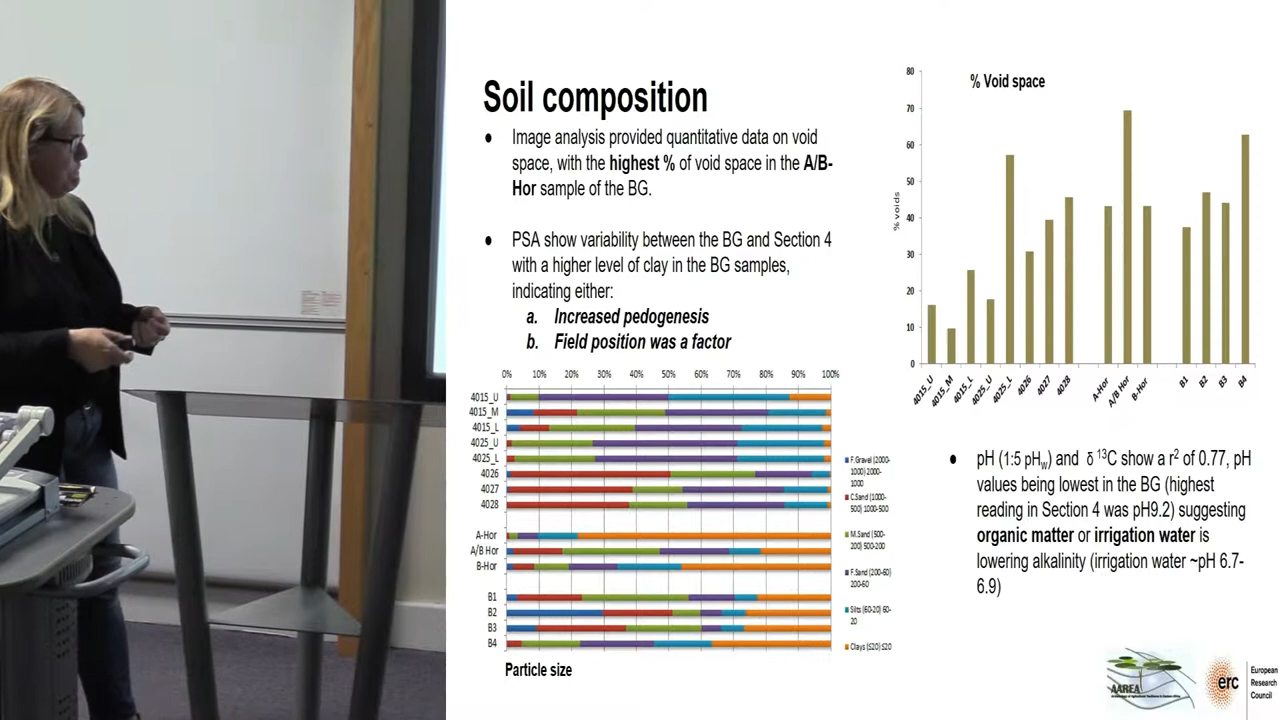 Soil composition
● Image analysis provided quantitative data on void
space, with the highest % of void space in the A/B-
Hor sample of the BG.
● PSA show variability between the BG and Section 4
with a higher level of clay in the BG samples,
indicating either:
a. Increased pedogenesis
b. Field position was a factor
0% 10% 20% 30% 40% 50% 60% 70% 80% 90% 100%
4015_U
4015_M
4015_L
4025_U
4025_L
4026
4027
4028
A-Hor
A/B Hor
B-Hor
B1
B2
B3
B4
F.Gravel (2000-
1000) 2000-
1000
C.Sand (1000-
500) 1000-500
M.Sand (500-
200) 500-200
F.Sand (200-60)
200-60
Silts (60-20) 60-
20
Clays (≤20) ≤20
Particle size
% Void space
% voids
80
70
60
50
40
30
20
10
0
4015_U 4015_M 4015_L 4025_U 4025_L 4026 4027 4028 A-Hor A/B Hor B-Hor B1 B2 B3 B4
● pH (1:5 pHw) and δ 13C show a r2 of 0.77, pH
values being lowest in the BG (highest
reading in Section 4 was pH9.2) suggesting
organic matter or irrigation water is
lowering alkalinity (irrigation water ~pH 6.7-
6.9)
AAREA
erc
European
Research
Council